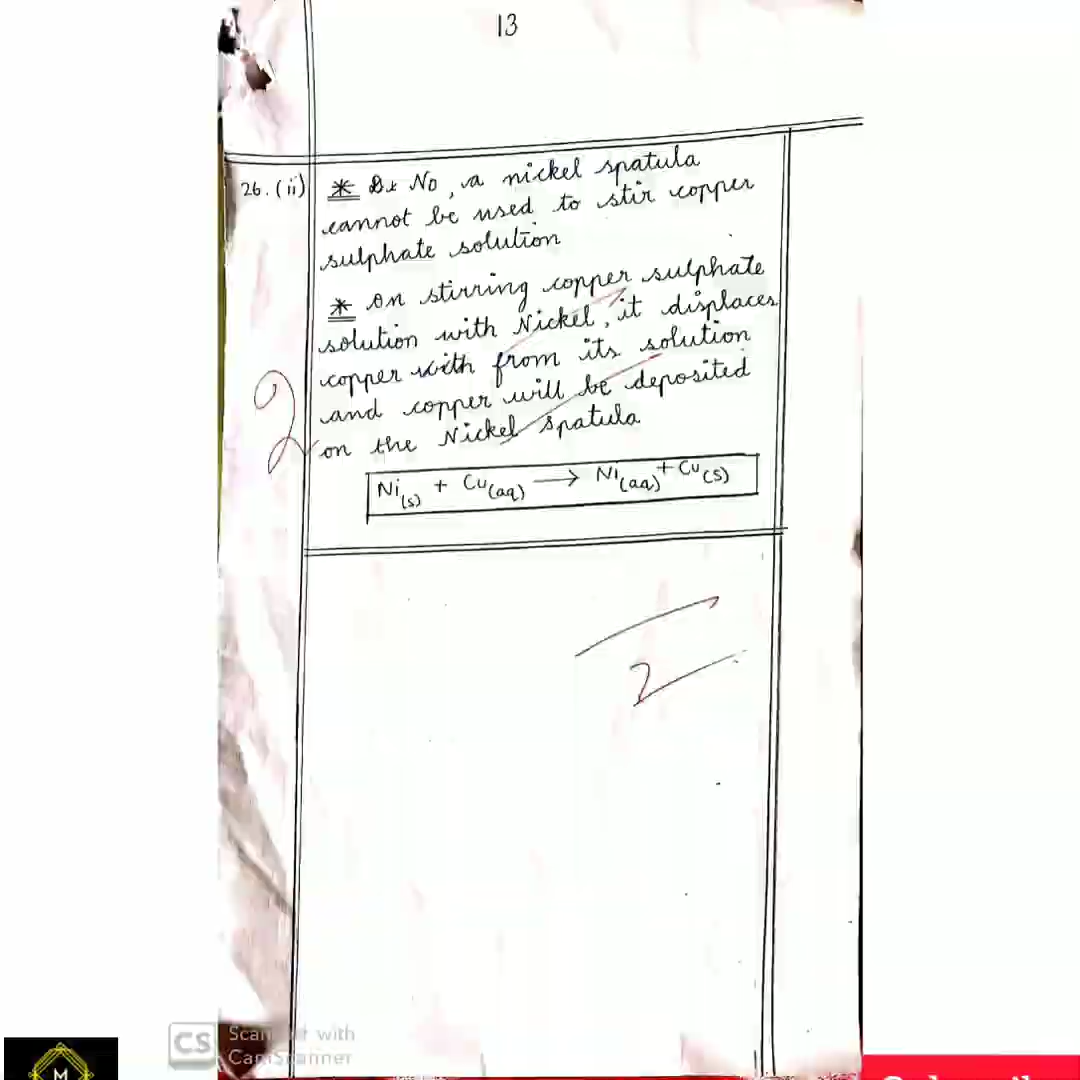 13
26. (ii) * No, a nickel spatula
cannot be used to stir copper
sulphate solution
* On stirring copper sulphate
solution with Nickel, it displaces
copper with from its solution
and copper will be deposited
2
on the Nickel Spatula
Ni(s) + Cu(aq) → Ni(aq) + Cu(s)
2
CS Scanned with
CamScanner
M